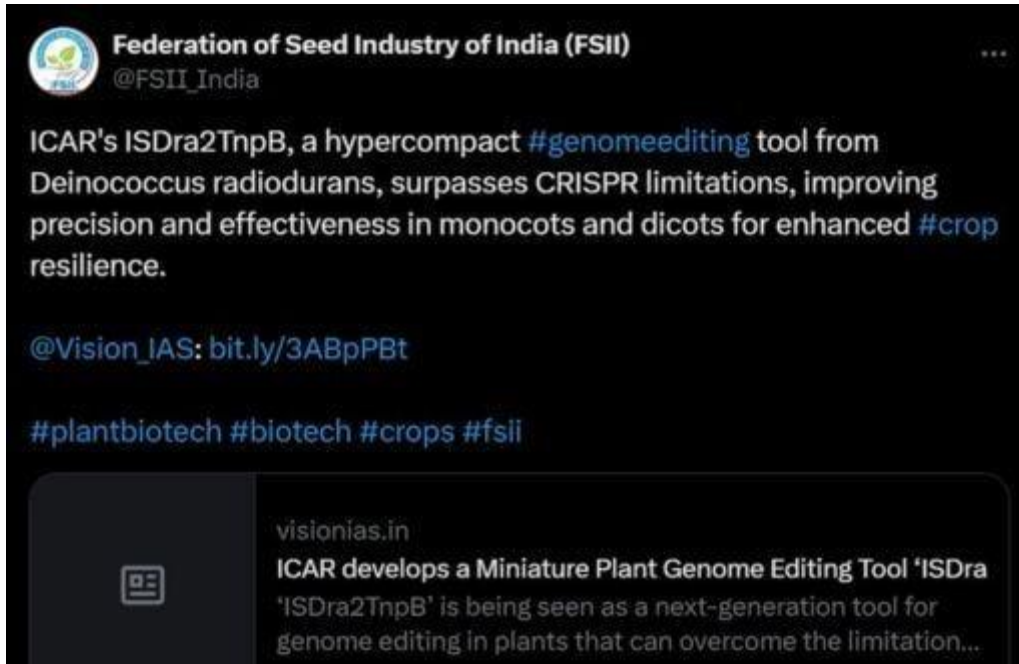 Federation of Seed Industry of India (FSII)
@FSII_India
ICAR's ISDra2TnpB, a hypercompact #genomeediting tool from
Deinococcus radiodurans, surpasses CRISPR limitations, improving
precision and effectiveness in monocots and dicots for enhanced #crop
resilience.
@Vision_IAS: bit.ly/3ABpPBt
#plantbiotech #biotech #crops #fsii
visionias.in
ICAR develops a Miniature Plant Genome Editing Tool ‘ISDra
‘ISDra2TnpB’ is being seen as a next-generation tool for
genome editing in plants that can overcome the limitation...